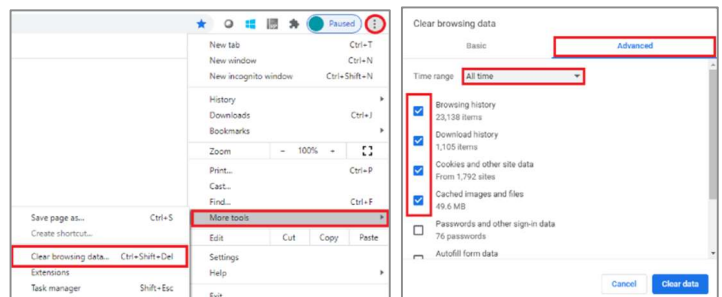 Paused
New tab Ctrl+T
New window Ctrl+N
New incognito window Ctrl+Shift+N
History
Downloads Ctrl+J
Bookmarks
Zoom - 100% +
Print... Ctrl+P
Cast...
Find... Ctrl+F
More tools
Edit Cut Copy Paste
Settings
Help
Exit
Save page as... Ctrl+S
Create shortcut...
Clear browsing data... Ctrl+Shift+Del
Extensions
Task manager Shift+Esc
Clear browsing data
Basic Advanced
Time range All time
Browsing history
23,138 items
Download history
1,105 items
Cookies and other site data
From 1,792 sites
Cached images and files
49.6 MB
Passwords and other sign-in data
76 passwords
Autofill form data
Cancel Clear data